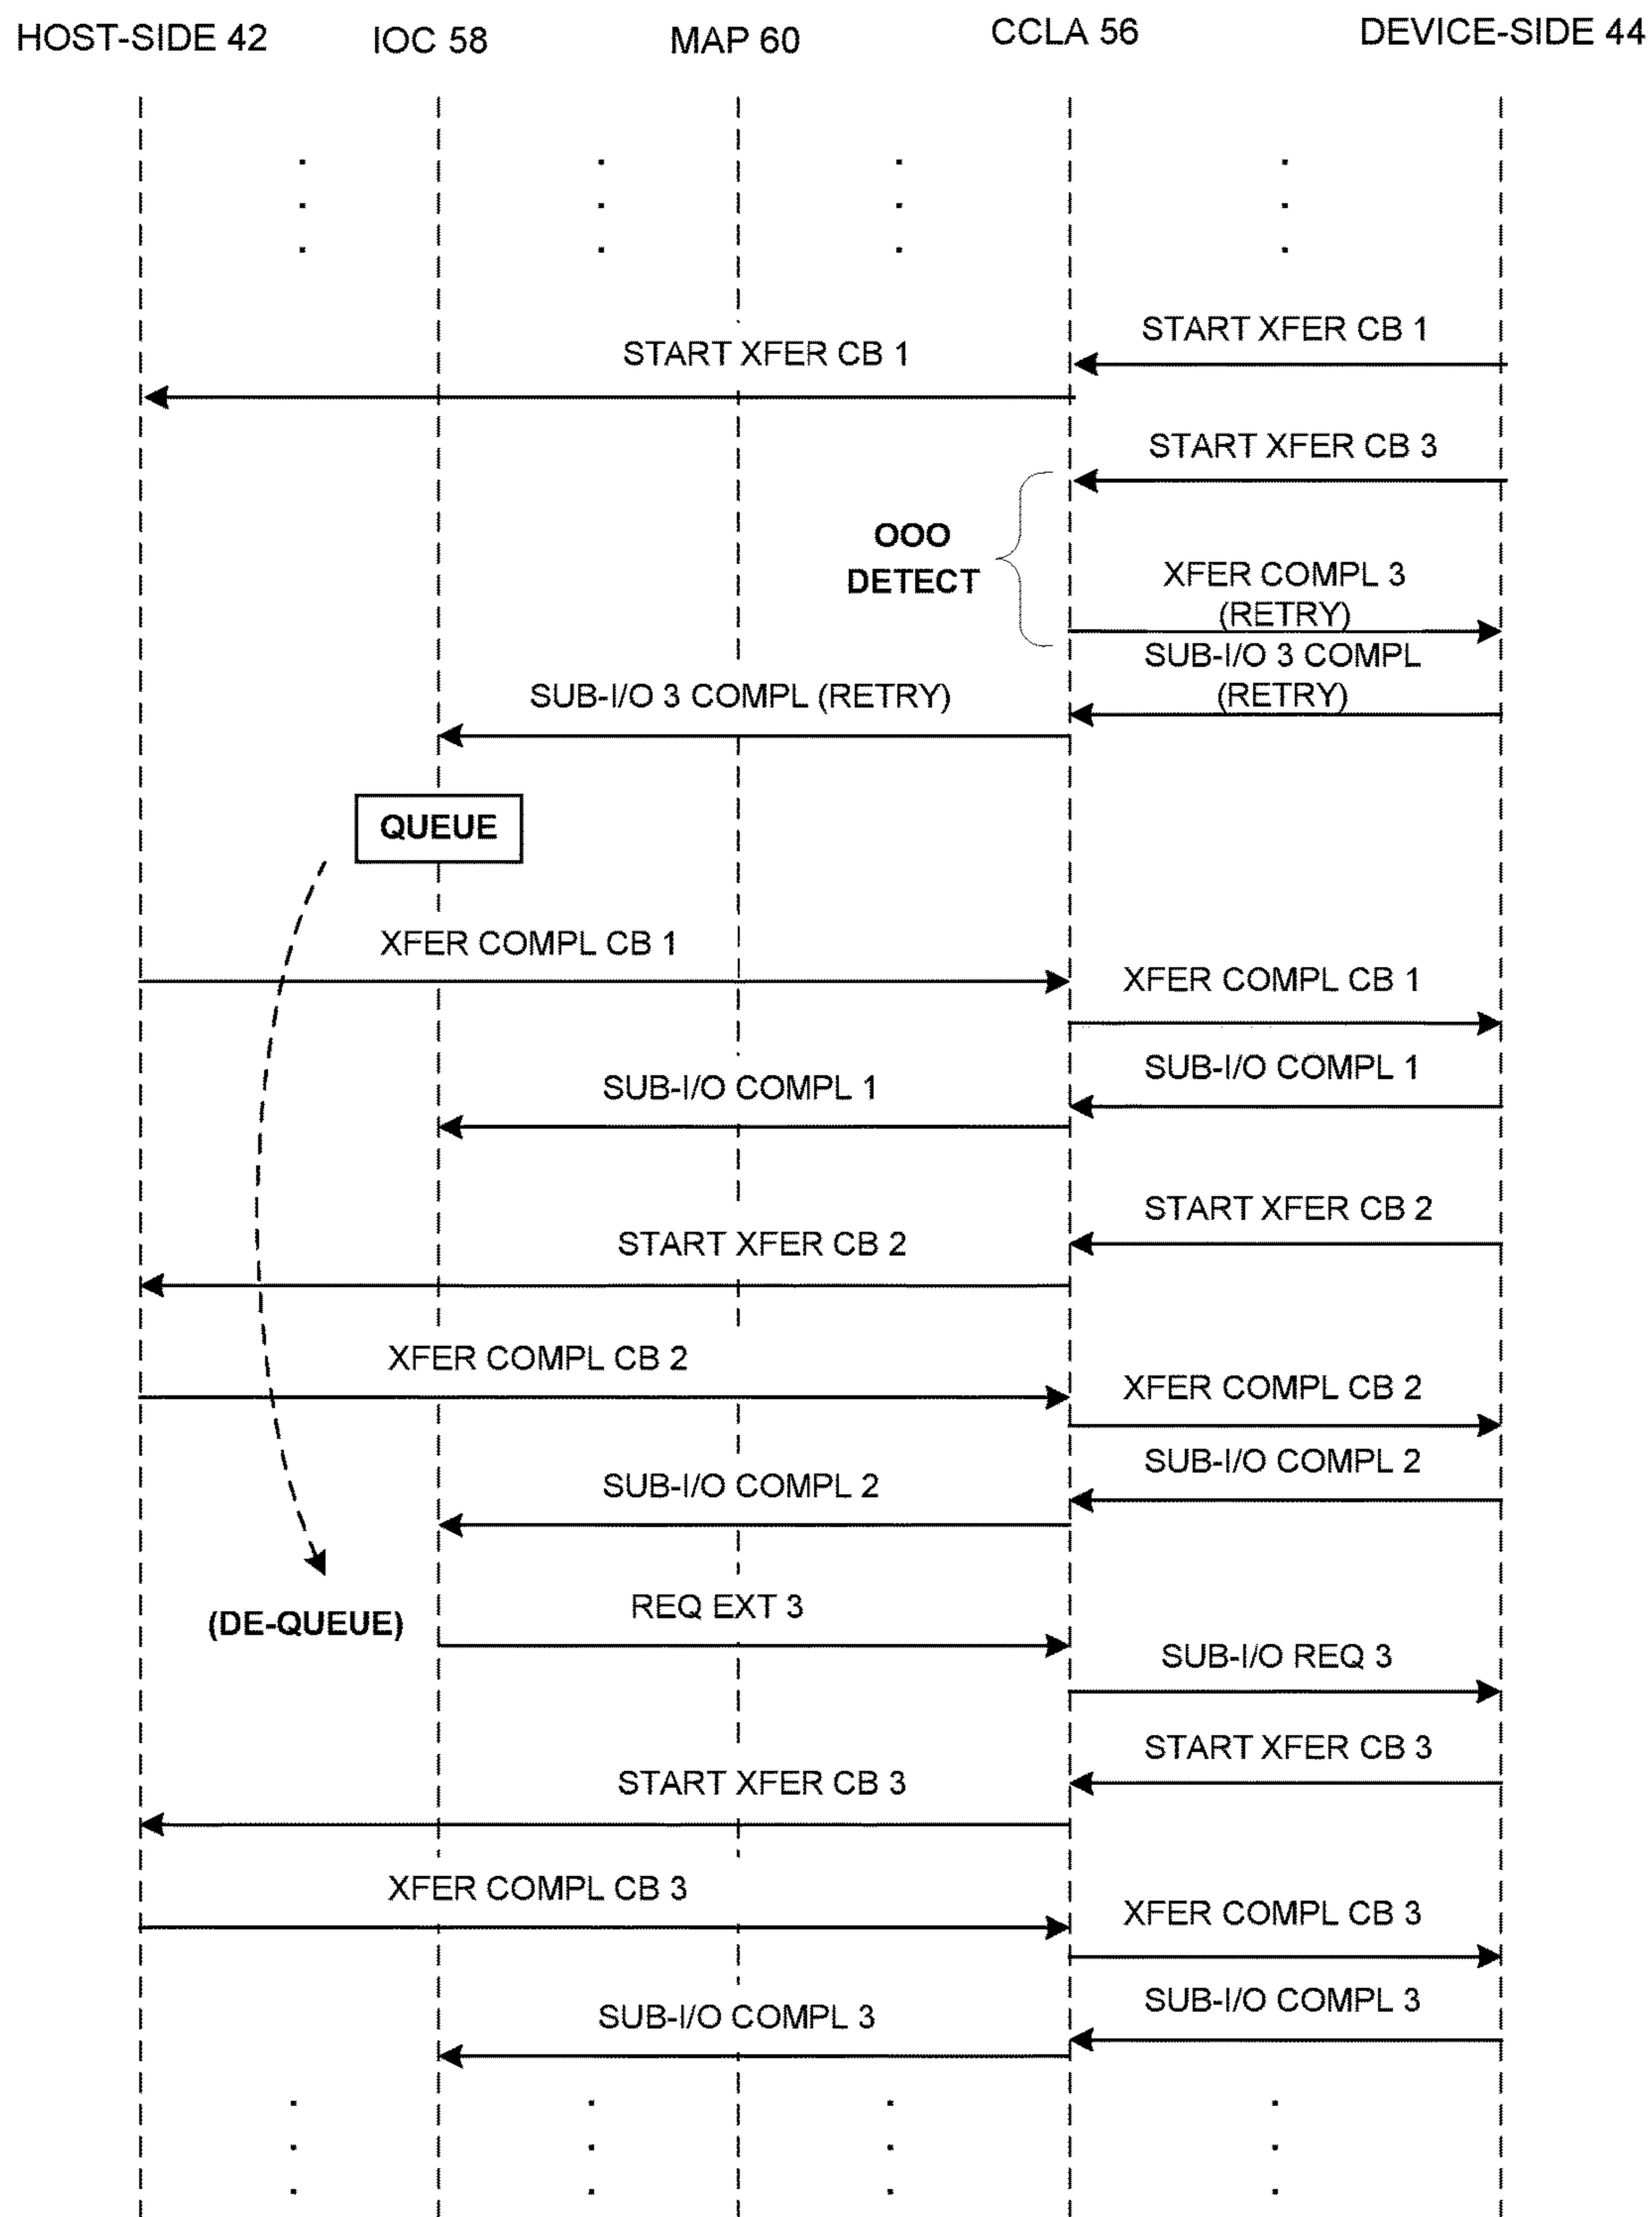 HOST-SIDE 42 IOC 58 MAP 60 CCLA 56 DEVICE-SIDE 44
START XFER CB 1
START XFER CB 1
START XFER CB 3
OOO
DETECT
XFER COMPL 3
(RETRY)
SUB-I/O 3 COMPL
(RETRY)
SUB-I/O 3 COMPL (RETRY)
QUEUE
XFER COMPL CB 1
XFER COMPL CB 1
SUB-I/O COMPL 1
SUB-I/O COMPL 1
START XFER CB 2
START XFER CB 2
XFER COMPL CB 2
XFER COMPL CB 2
SUB-I/O COMPL 2
SUB-I/O COMPL 2
REQ EXT 3
(DE-QUEUE)
SUB-I/O REQ 3
START XFER CB 3
START XFER CB 3
XFER COMPL CB 3
XFER COMPL CB 3
SUB-I/O COMPL 3
SUB-I/O COMPL 3